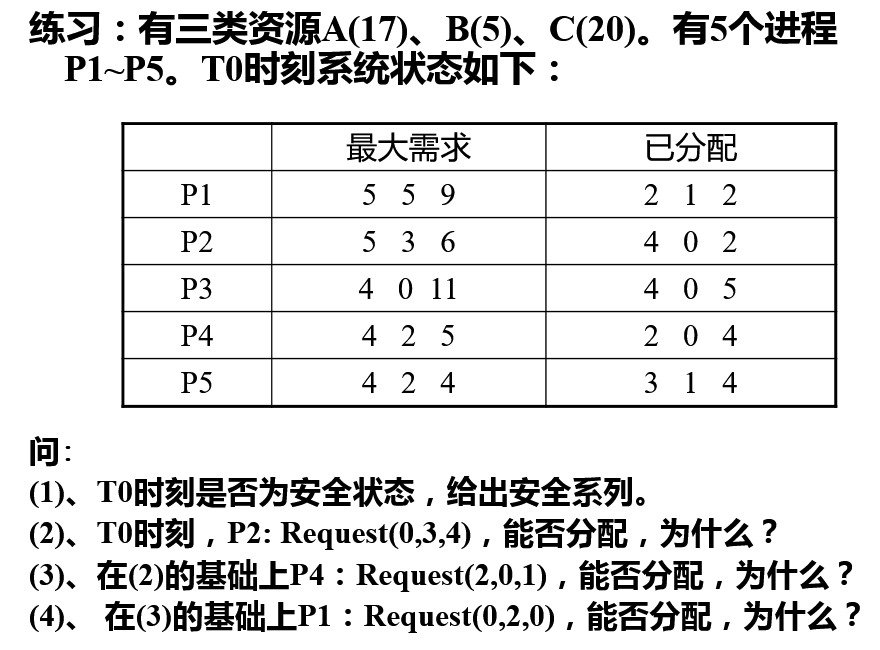 练习：有三类资源A(17)、B(5)、C(20)。有5个进程
P1~P5。T0时刻系统状态如下：
最大需求 已分配
P1 5 5 9 2 1 2
P2 5 3 6 4 0 2
P3 4 0 11 4 0 5
P4 4 2 5 2 0 4
P5 4 2 4 3 1 4
问:
(1)、T0时刻是否为安全状态，给出安全系列。
(2)、T0时刻，P2: Request(0,3,4)，能否分配，为什么？
(3)、在(2)的基础上P4：Request(2,0,1)，能否分配，为什么？
(4)、 在(3)的基础上P1：Request(0,2,0)，能否分配，为什么？